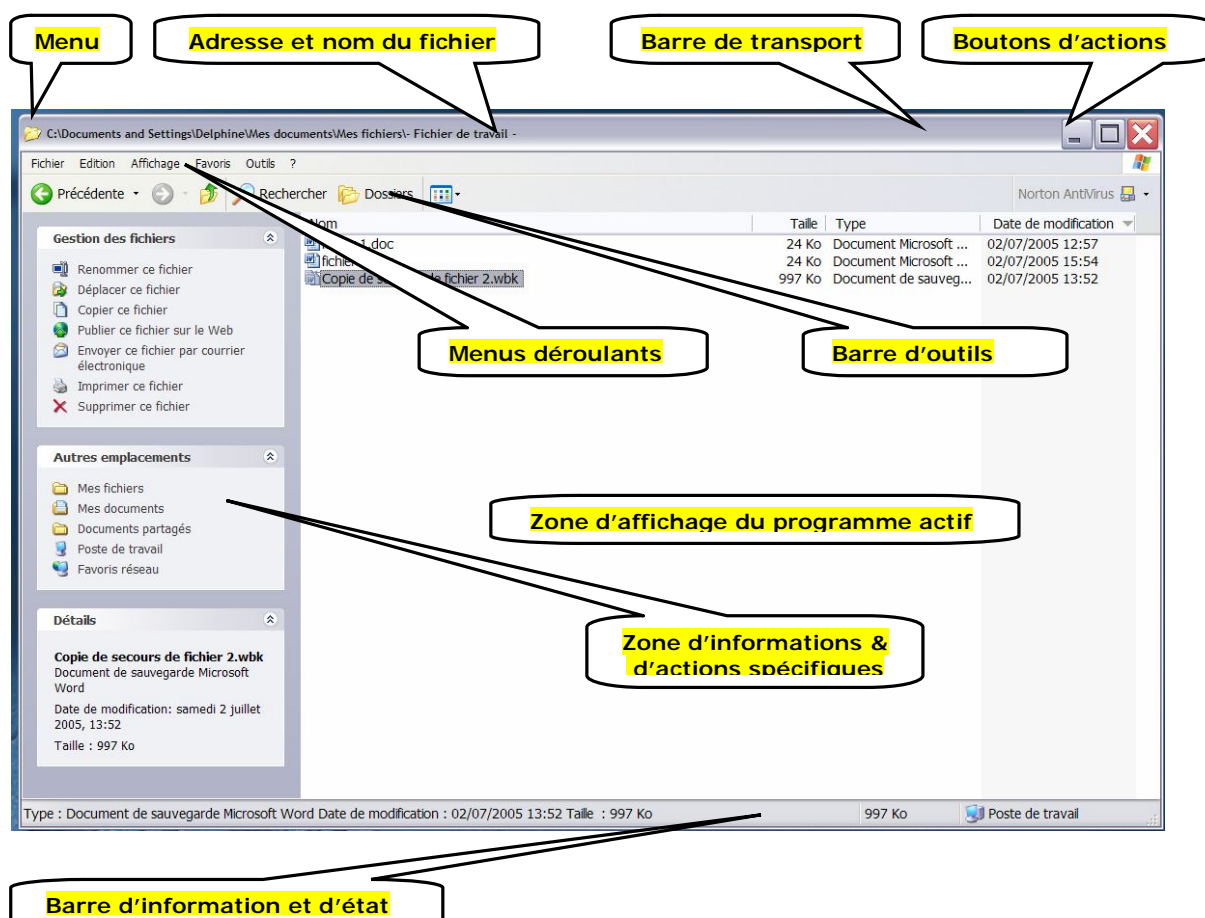 Menu
Adresse et nom du fichier
Barre de transport
Boutons d'actions
C:\Documents and Settings\Delphine\Mes documents\Mes fichiers\- Fichier de travail -
Fichier Edition Affichage Favoris Outils ?
Précédente Rechercher Dossiers Norton AntiVirus
Nom Taille Type Date de modification
1.doc 24 Ko Document Microsoft ... 02/07/2005 12:57
24 Ko Document Microsoft ... 02/07/2005 15:54
Copie de fichier 2.wbk 997 Ko Document de sauveg... 02/07/2005 13:52
Gestion des fichiers
Renommer ce fichier
Déplacer ce fichier
Copier ce fichier
Publier ce fichier sur le Web
Envoyer ce fichier par courrier
électronique
Imprimer ce fichier
Supprimer ce fichier
Menus déroulants
Barre d'outils
Autres emplacements
Mes fichiers
Mes documents
Documents partagés
Poste de travail
Favoris réseau
Zone d'affichage du programme actif
Zone d'informations &
d'actions spécifiques
Détails
Copie de secours de fichier 2.wbk
Document de sauvegarde Microsoft
Word
Date de modification: samedi 2 juillet
2005, 13:52
Taille : 997 Ko
Type : Document de sauvegarde Microsoft Word Date de modification : 02/07/2005 13:52 Taille : 997 Ko 997 Ko Poste de travail
Barre d'information et d'état